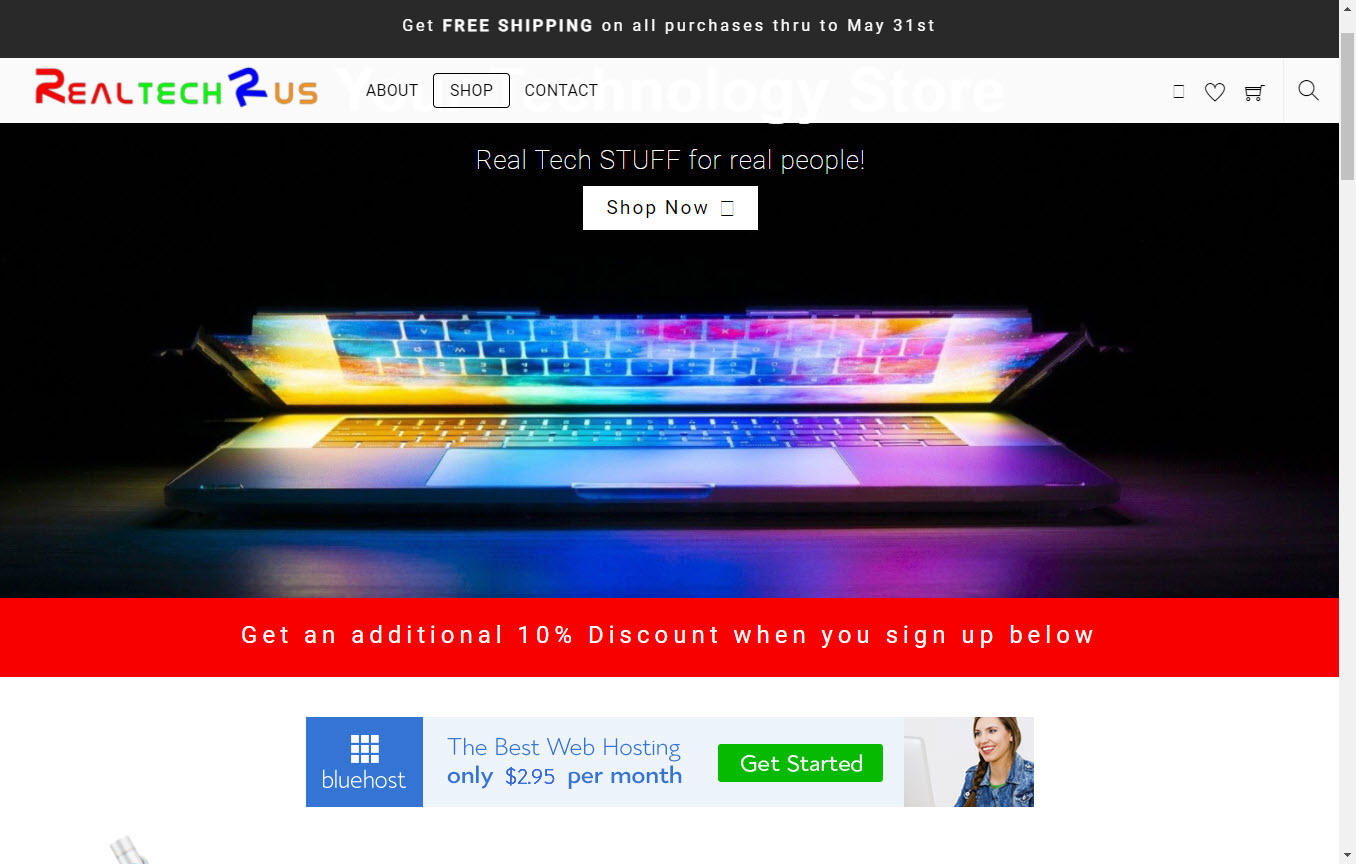 Get FREE SHIPPING on all purchases thru to May 31st
REALTECH R US
ABOUT SHOP CONTACT
Your Technology Store
Real Tech STUFF for real people!
Shop Now
Get an additional 10% Discount when you sign up below
bluehost
The Best Web Hosting
only $2.95 per month
Get Started